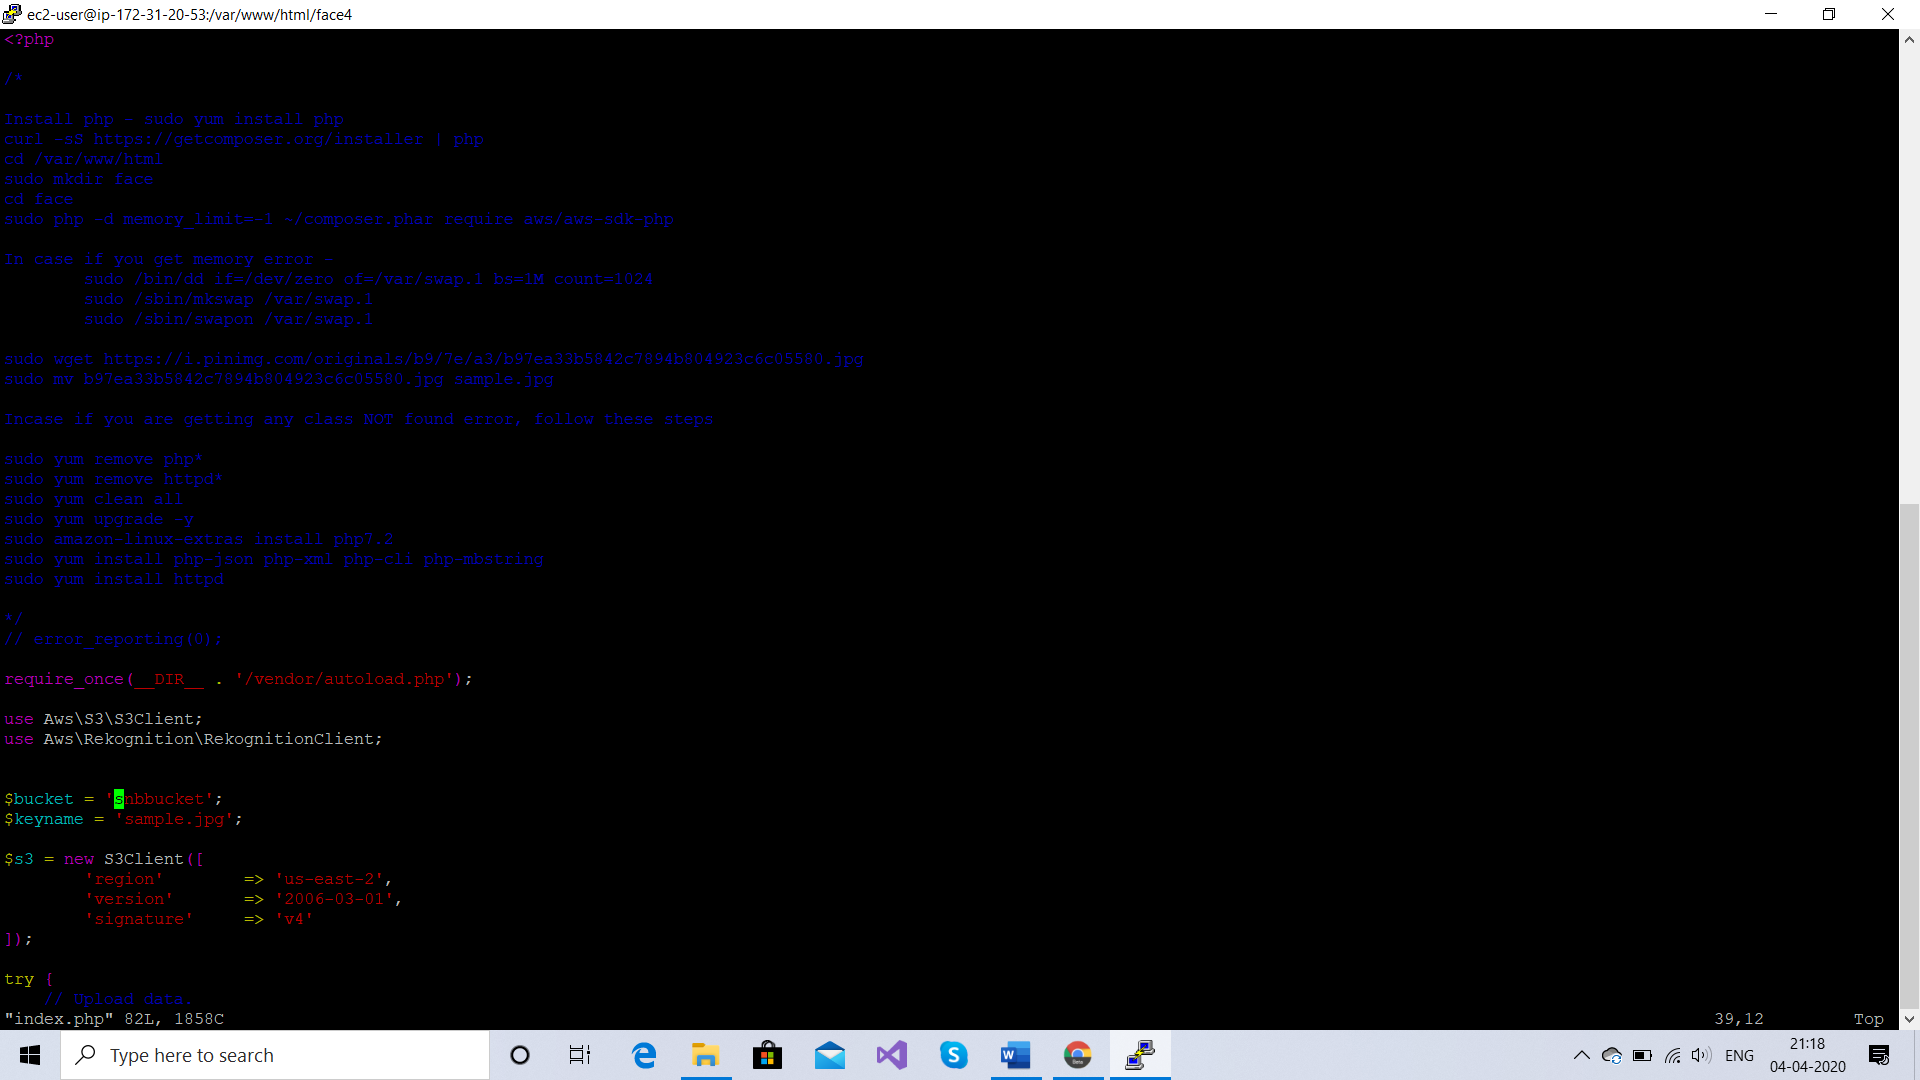 ec2-user@ip-172-31-20-53:/var/www/html/face4
<?php
/*
Install php - sudo yum install php
curl -sS https://getcomposer.org/installer | php
cd /var/www/html
sudo mkdir face
cd face
sudo php -d memory_limit=-1 ~/composer.phar require aws/aws-sdk-php
In case if you get memory error -
sudo /bin/dd if=/dev/zero of=/var/swap.1 bs=1M count=1024
sudo /sbin/mkswap /var/swap.1
sudo /sbin/swapon /var/swap.1
sudo wget https://i.pinimg.com/originals/b9/7e/a3/b97ea33b5842c7894b804923c6c05580.jpg
sudo mv b97ea33b5842c7894b804923c6c05580.jpg sample.jpg
Incase if you are getting any class NOT found error, follow these steps
sudo yum remove php*
sudo yum remove httpd*
sudo yum clean all
sudo yum upgrade -y
sudo amazon-linux-extras install php7.2
sudo yum install php-json php-xml php-cli php-mbstring
sudo yum install httpd
*/
// error_reporting(0);
require_once(__DIR__ . '/vendor/autoload.php');
use Aws\S3\S3Client;
use Aws\Rekognition\RekognitionClient;
$bucket = 'snbbucket';
$keyname = 'sample.jpg';
$s3 = new S3Client([
'region' => 'us-east-2',
'version' => '2006-03-01',
'signature' => 'v4'
]);
try {
// Upload data.
"index.php" 82L, 1858C 39,12 Top
Type here to search
ENG
21:18
04-04-2020